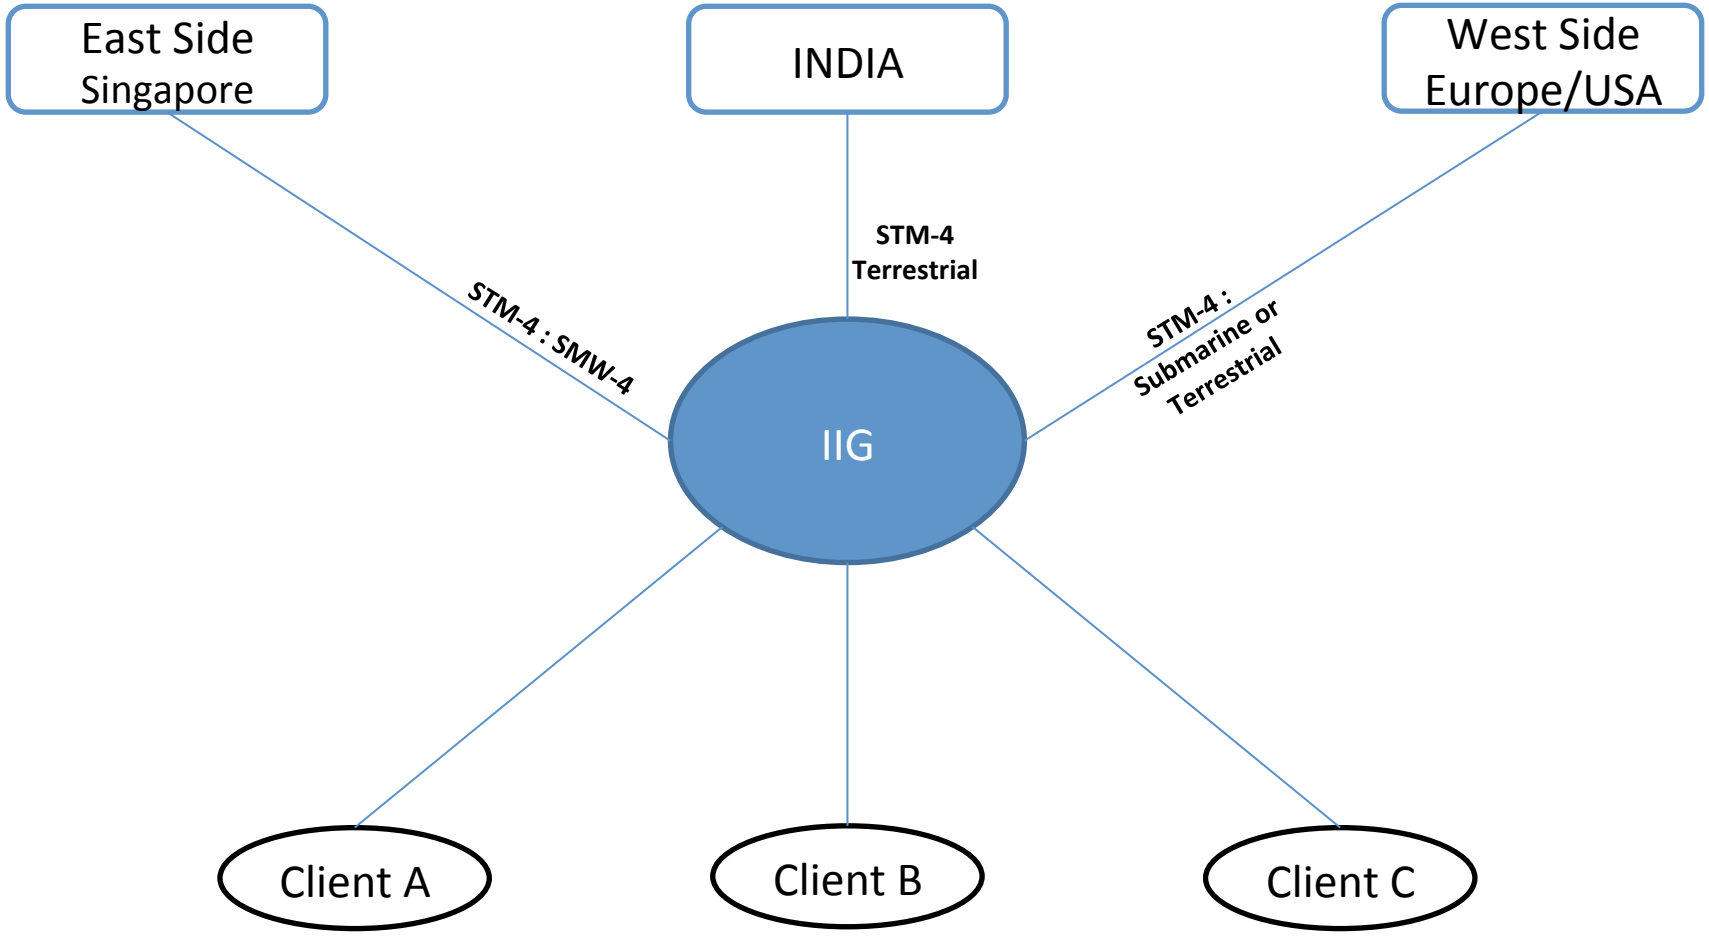 East Side
Singapore
INDIA
West Side
Europe/USA
STM-4 : SMW-4
STM-4
Terrestrial
STM-4 :
Submarine or
Terrestrial
IIG
Client A
Client B
Client C